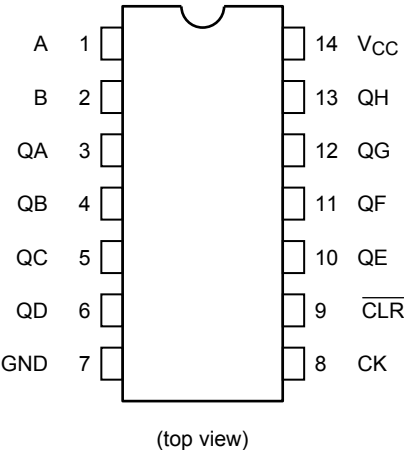 A 1 14 VCC
B 2 13 QH
QA 3 12 QG
QB 4 11 QF
QC 5 10 QE
QD 6 9 C̅L̅R̅
GND 7 8 CK
(top view)